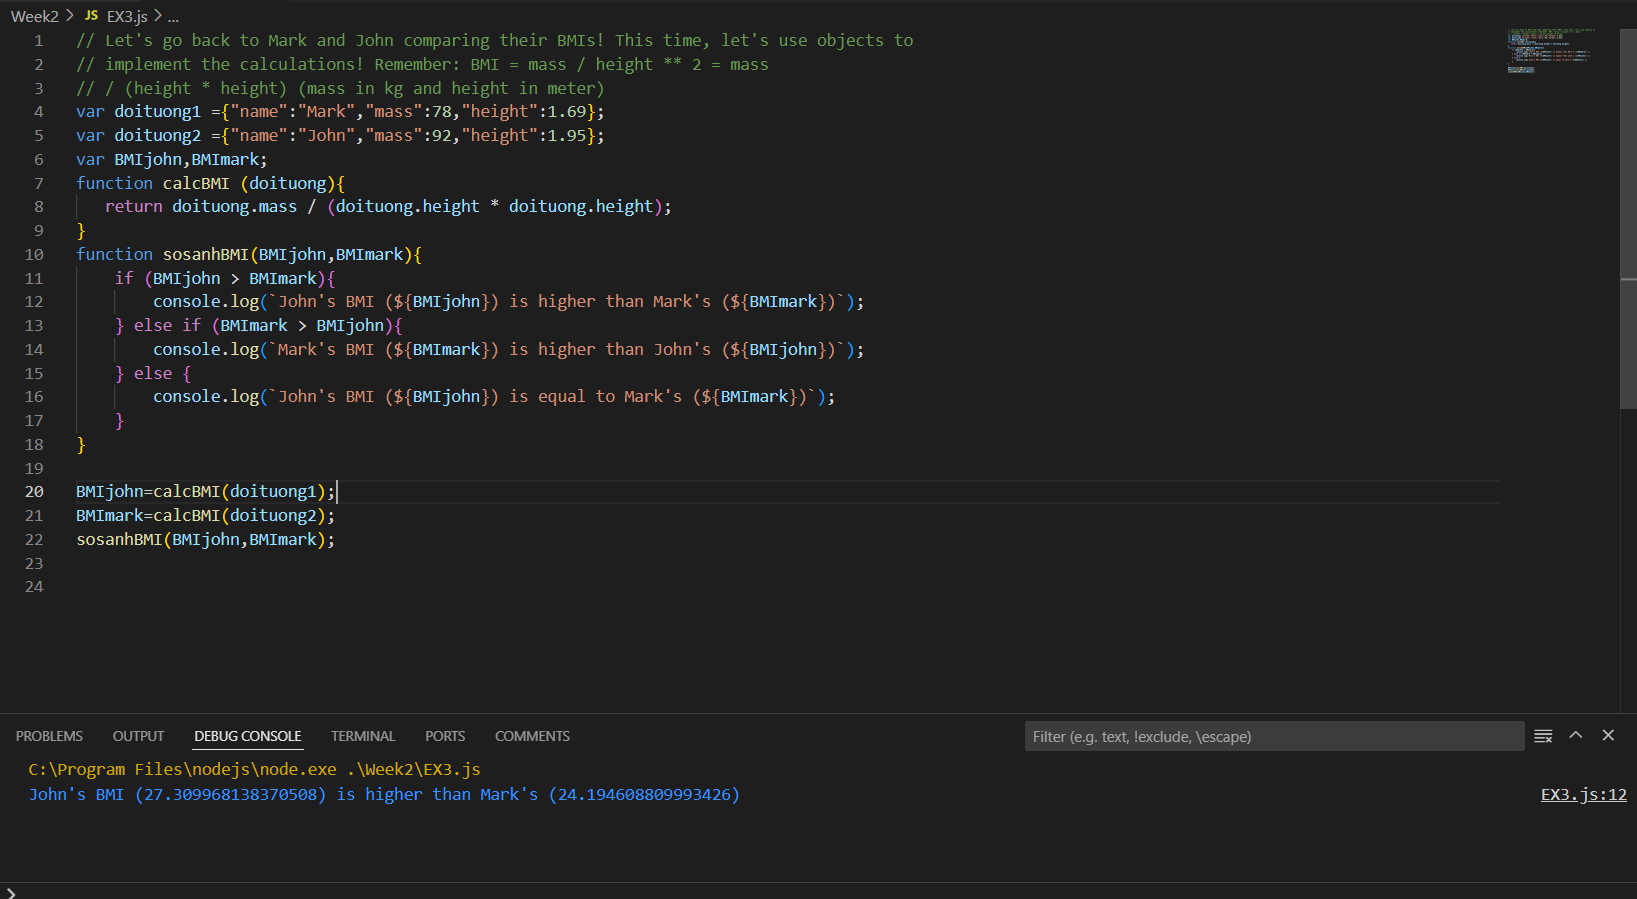 Week2 > JS EX3.js > ...
1 // Let's go back to Mark and John comparing their BMIs! This time, let's use objects to
2 // implement the calculations! Remember: BMI = mass / height ** 2 = mass
3 // / (height * height) (mass in kg and height in meter)
4 var doituong1 ={"name":"Mark","mass":78,"height":1.69};
5 var doituong2 ={"name":"John","mass":92,"height":1.95};
6 var BMIjohn,BMImark;
7 function calcBMI (doituong){
8    return doituong.mass / (doituong.height * doituong.height);
9 }
10 function sosanhBMI(BMIjohn,BMImark){
11     if (BMIjohn > BMImark){
12         console.log(`John's BMI (${BMIjohn}) is higher than Mark's (${BMImark})`);
13     } else if (BMImark > BMIjohn){
14         console.log(`Mark's BMI (${BMImark}) is higher than John's (${BMIjohn})`);
15     } else {
16         console.log(`John's BMI (${BMIjohn}) is equal to Mark's (${BMImark})`);
17     }
18 }
19
20 BMIjohn=calcBMI(doituong1);
21 BMImark=calcBMI(doituong2);
22 sosanhBMI(BMIjohn,BMImark);
23
24
PROBLEMS OUTPUT DEBUG CONSOLE TERMINAL PORTS COMMENTS Filter (e.g. text, !exclude, \escape)
C:\Program Files\nodejs\node.exe .\Week2\EX3.js
John's BMI (27.309968138370508) is higher than Mark's (24.194608809993426) EX3.js:12
>